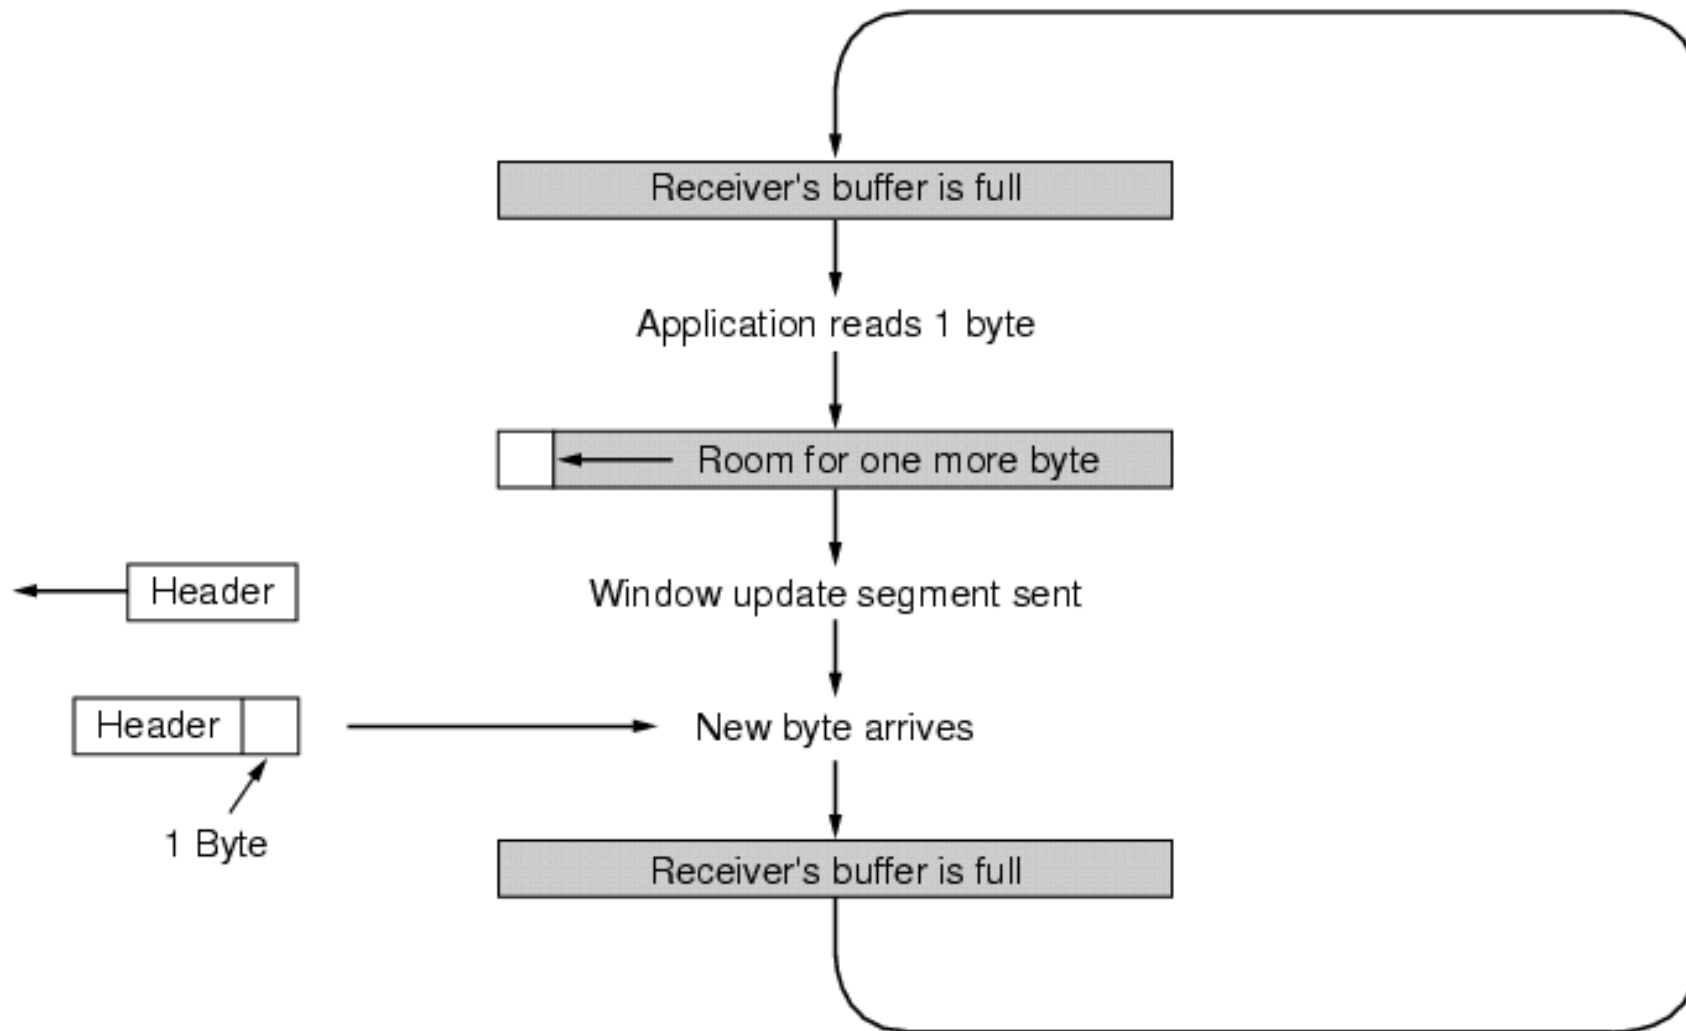 Receiver's buffer is full
Application reads 1 byte
Room for one more byte
Header
Window update segment sent
Header
New byte arrives
1 Byte
Receiver's buffer is full